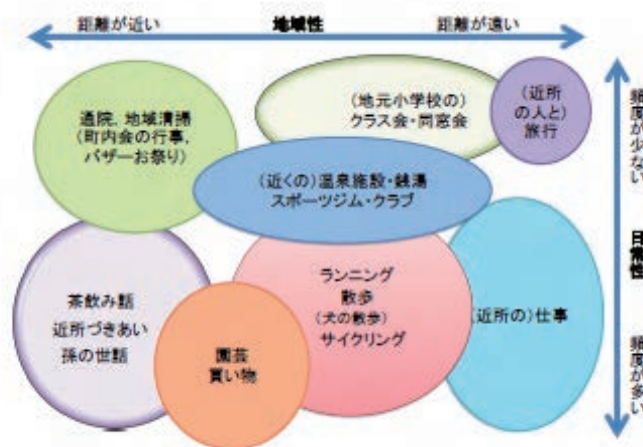 距離が近い 地域性 距離が遠い
通院，地域清掃
(町内会の行事，
バザーお祭り)
(地元小学校の)
クラス会・同窓会
(近所
の人と)
旅行
(近くの)温泉施設・銭湯
スポーツジム・クラブ
茶飲み話
近所づきあい
孫の世話
園芸
買い物
ランニング
散歩
(犬の散歩)
サイクリング
(近所の)仕事
頻度が少ない
日常性
頻度が多い